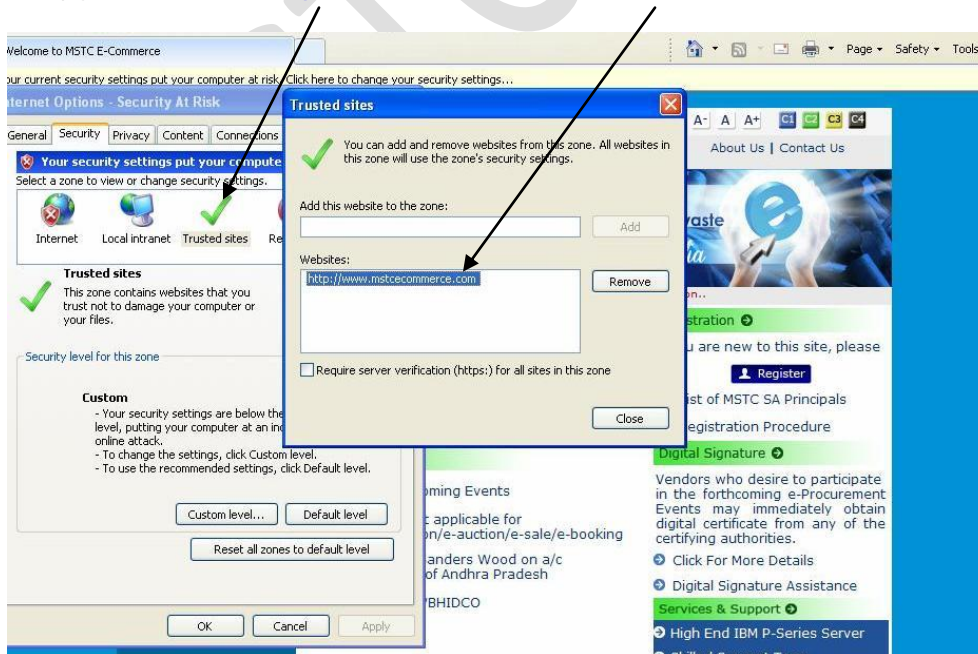 Welcome to MSTC E-Commerce
Page
Safety
Tools
our current security settings put your computer at risk. Click here to change your security settings...
Internet Options - Security At Risk
General
Security
Privacy
Content
Connections
Your security settings put your compute
Select a zone to view or change security settings.
Internet
Local intranet
Trusted sites
Re
Trusted sites
This zone contains websites that you
trust not to damage your computer or
your files.
Security level for this zone
Custom
- Your security settings are below the
level, putting your computer at an inc
online attack.
- To change the settings, click Custom level.
- To use the recommended settings, click Default level.
Custom level...
Default level
Reset all zones to default level
OK
Cancel
Apply
Trusted sites
You can add and remove websites from this zone. All websites in
this zone will use the zone's security settings.
Add this website to the zone:
Add
Websites:
http://www.mstcecommerce.com
Remove
Require server verification (https:) for all sites in this zone
Close
A- A A+ C1 C2 C3 C4
About Us | Contact Us
aste
ia
on..
stration
u are new to this site, please
Register
ist of MSTC SA Principals
egistration Procedure
Digital Signature
Vendors who desire to participate
in the forthcoming e-Procurement
Events may immediately obtain
digital certificate from any of the
certifying authorities.
Click For More Details
Digital Signature Assistance
Services & Support
High End IBM P-Series Server
oming Events
t applicable for
on/e-auction/e-sale/e-booking
anders Wood on a/c
of Andhra Pradesh
BHIDCO